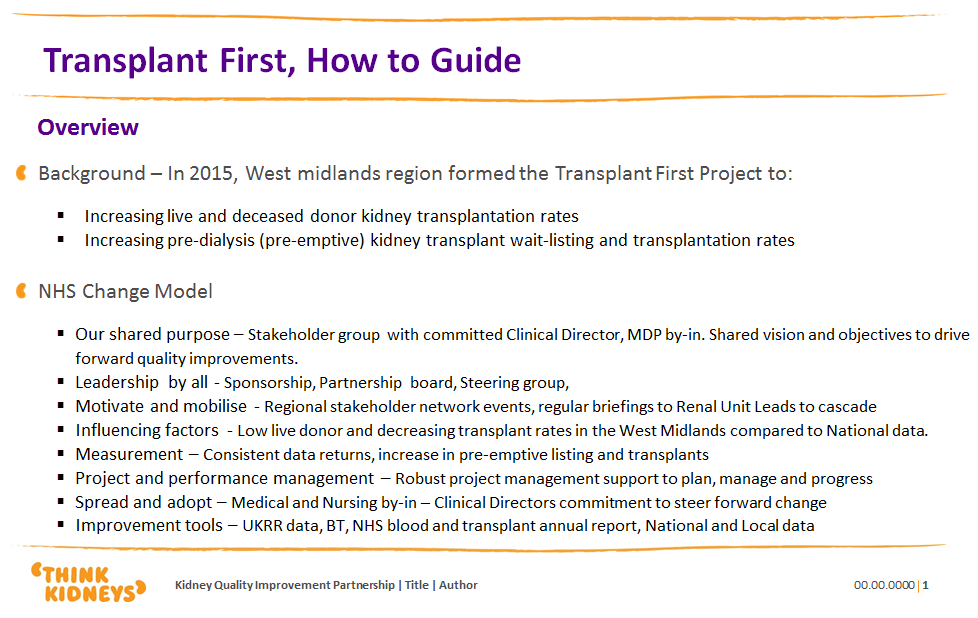 Transplant First, How to Guide
Overview
Background – In 2015, West midlands region formed the Transplant First Project to:
▪ Increasing live and deceased donor kidney transplantation rates
▪ Increasing pre-dialysis (pre-emptive) kidney transplant wait-listing and transplantation rates
NHS Change Model
▪ Our shared purpose – Stakeholder group with committed Clinical Director, MDP by-in. Shared vision and objectives to drive
forward quality improvements.
▪ Leadership by all - Sponsorship, Partnership board, Steering group,
▪ Motivate and mobilise - Regional stakeholder network events, regular briefings to Renal Unit Leads to cascade
▪ Influencing factors - Low live donor and decreasing transplant rates in the West Midlands compared to National data.
▪ Measurement – Consistent data returns, increase in pre-emptive listing and transplants
▪ Project and performance management – Robust project management support to plan, manage and progress
▪ Spread and adopt – Medical and Nursing by-in – Clinical Directors commitment to steer forward change
▪ Improvement tools – UKRR data, BT, NHS blood and transplant annual report, National and Local data
THINK
KIDNEYS
Kidney Quality Improvement Partnership | Title | Author
00.00.0000 | 1